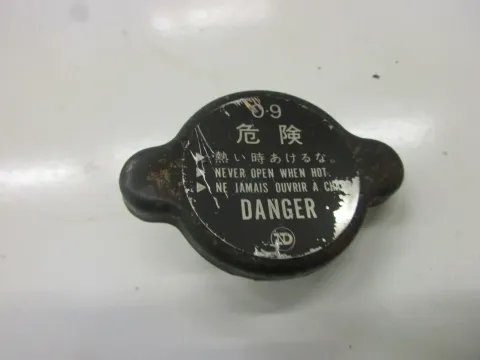 0.9
危険
▶熱い時あけるな。
▶NEVER OPEN WHEN HOT.
▶NE JAMAIS OUVRIR À
DANGER
ND